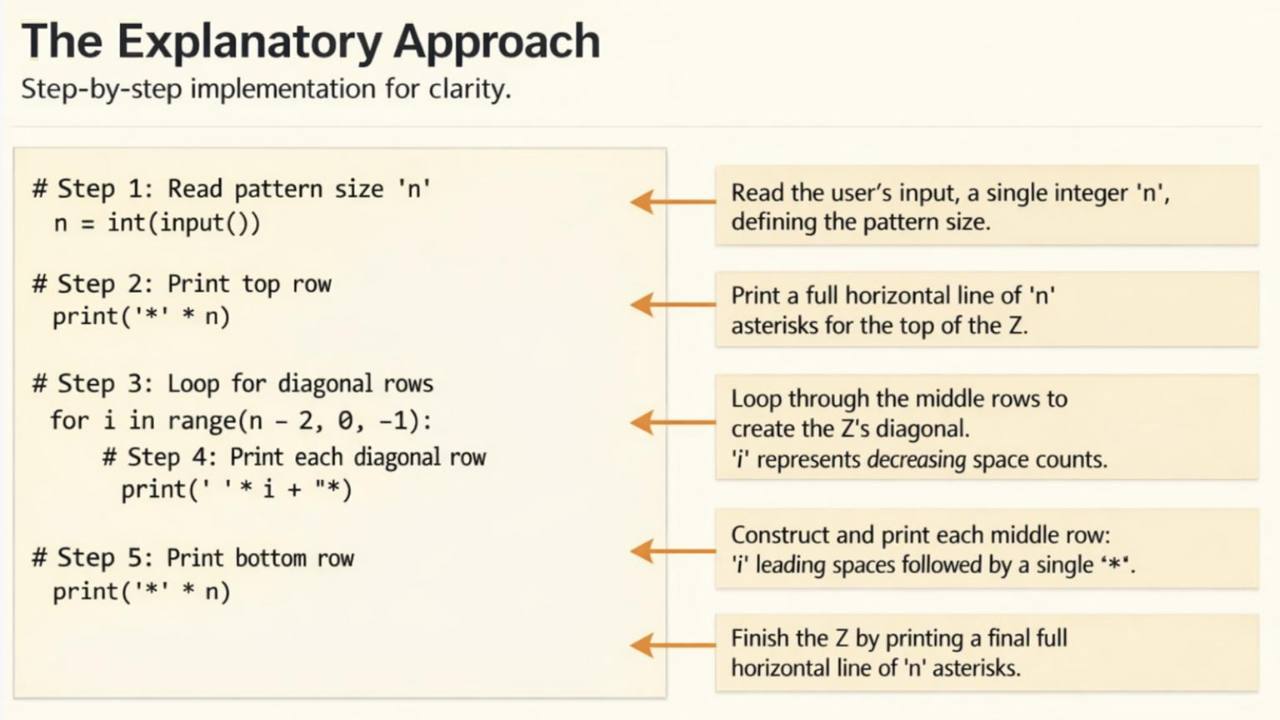 The Explanatory Approach
Step-by-step implementation for clarity.
# Step 1: Read pattern size 'n'
n = int(input())
# Step 2: Print top row
print('*' * n)
# Step 3: Loop for diagonal rows
for i in range(n – 2, 0, –1):
# Step 4: Print each diagonal row
print(' ' * i + "*)
# Step 5: Print bottom row
print('*' * n)
Read the user’s input, a single integer 'n',
defining the pattern size.
Print a full horizontal line of 'n'
asterisks for the top of the Z.
Loop through the middle rows to
create the Z's diagonal.
'i' represents decreasing space counts.
Construct and print each middle row:
'i' leading spaces followed by a single ‘*‘.
Finish the Z by printing a final full
horizontal line of 'n' asterisks.